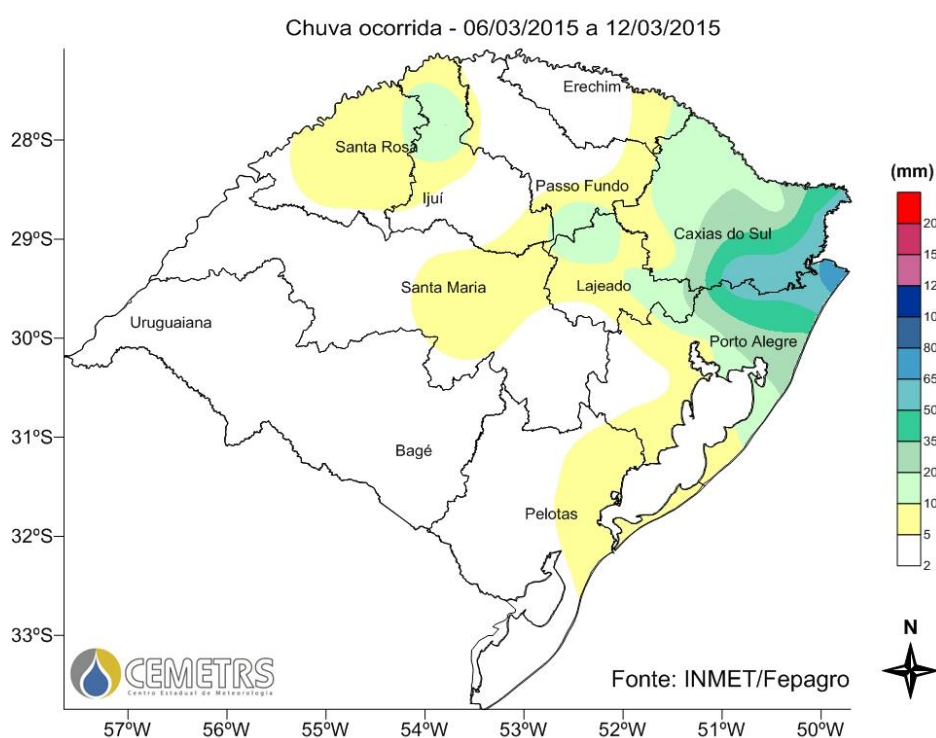 Chuva ocorrida - 06/03/2015 a 12/03/2015
28ºS
29ºS
30ºS
31ºS
32ºS
33ºS
Erechim
Santa Rosa
Passo Fundo
Ijuí
Caxias do Sul
Santa Maria
Lajeado
Uruguaiana
Porto Alegre
Bagé
Pelotas
(mm)
20
15
12
10
80
65
50
35
20
10
5
2
N
CEMETRS
Centro Estadual de Meteorologia
Fonte: INMET/Fepagro
57ºW
56ºW
55ºW
54ºW
53ºW
52ºW
51ºW
50ºW